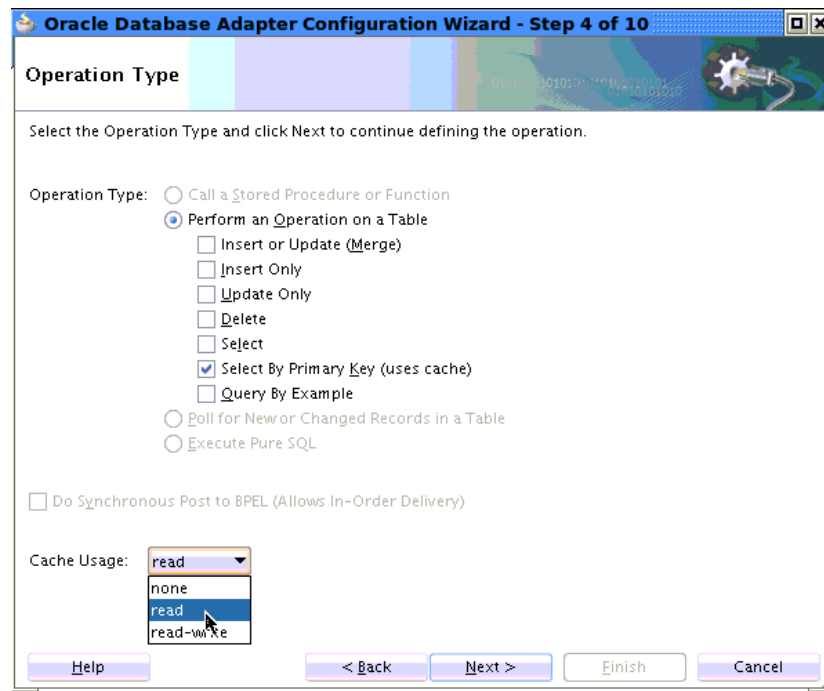 Oracle Database Adapter Configuration Wizard - Step 4 of 10
Operation Type
Select the Operation Type and click Next to continue defining the operation.
Operation Type: Call a Stored Procedure or Function
Perform an Operation on a Table
Insert or Update (Merge)
Insert Only
Update Only
Delete
Select
Select By Primary Key (uses cache)
Query By Example
Poll for New or Changed Records in a Table
Execute Pure SQL
Do Synchronous Post to BPEL (Allows In-Order Delivery)
Cache Usage: read
none
read
read-write
Help < Back Next > Finish Cancel